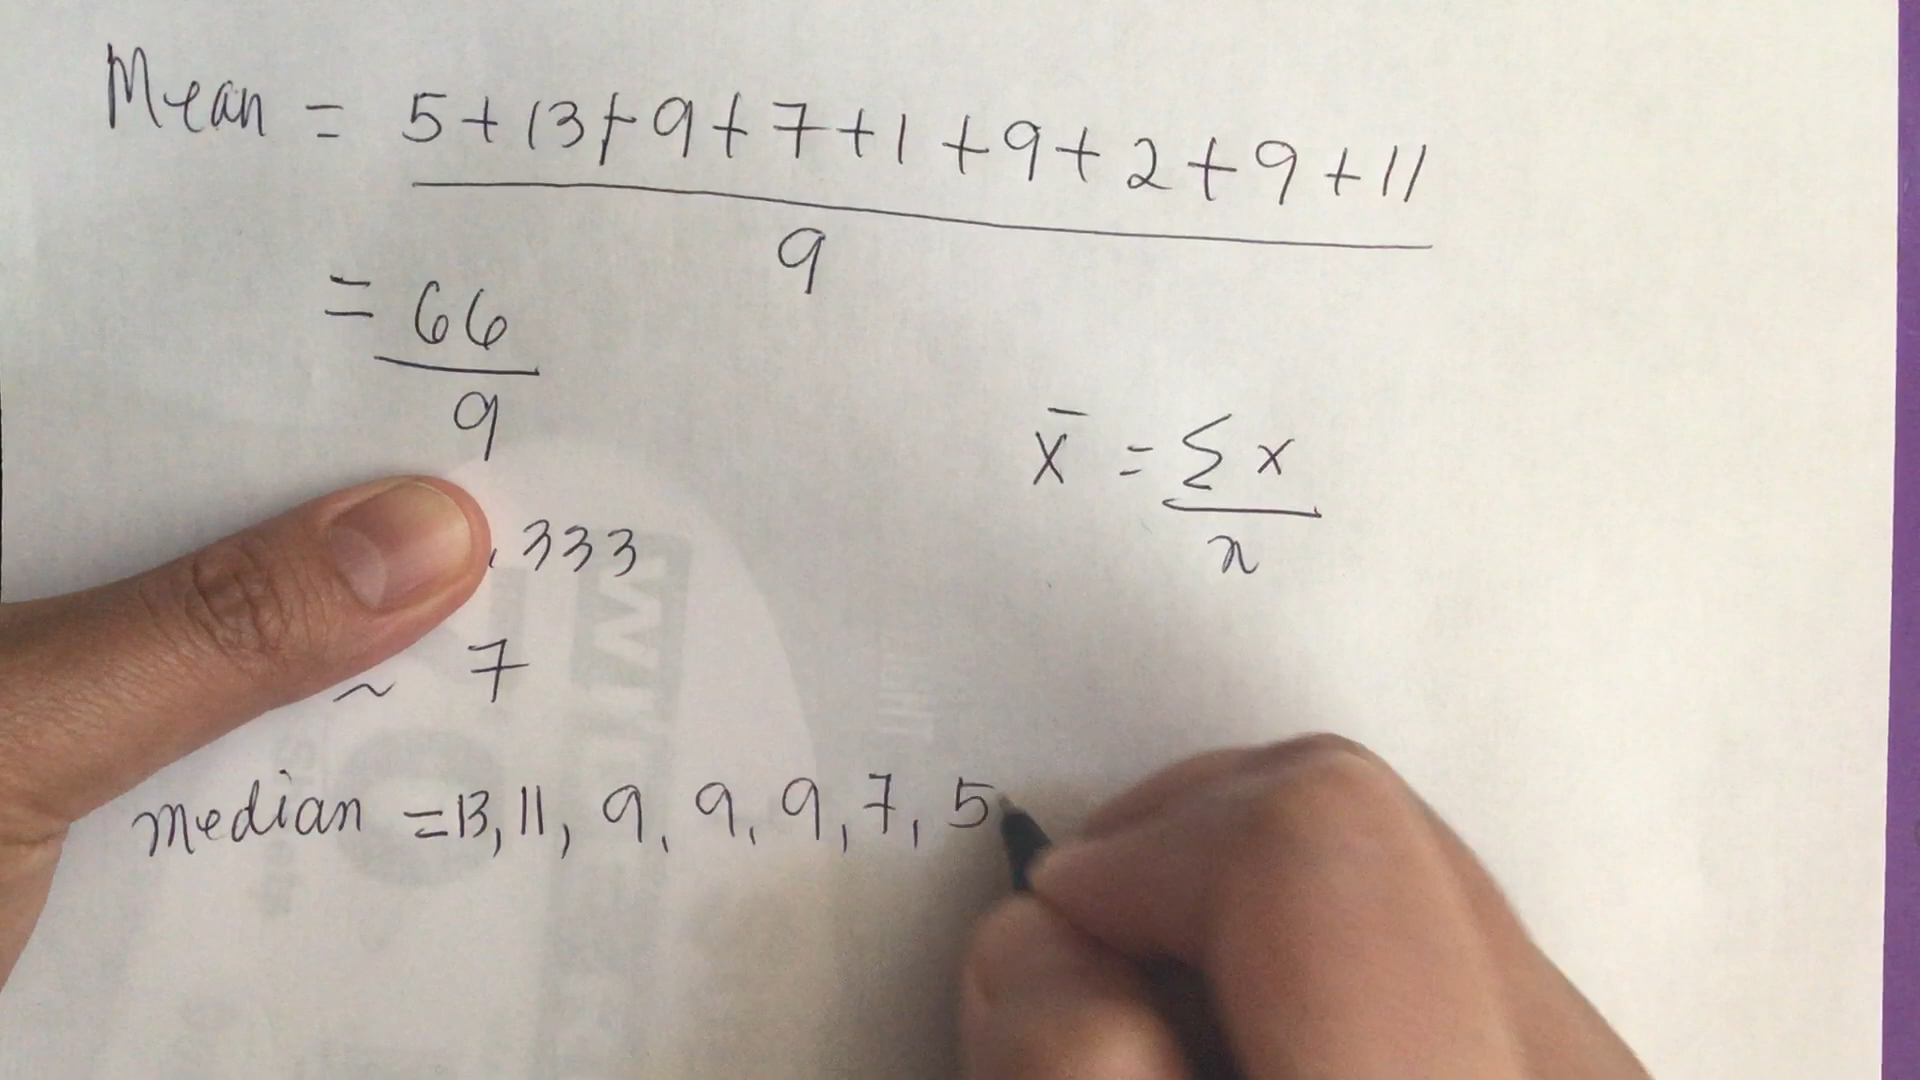 Mean = 5+13+9+7+1+9+2+9+11
9
= 66
9
x̄ = Σx
n
.333
~ 7
median =13, 11, 9, 9, 9, 7, 5